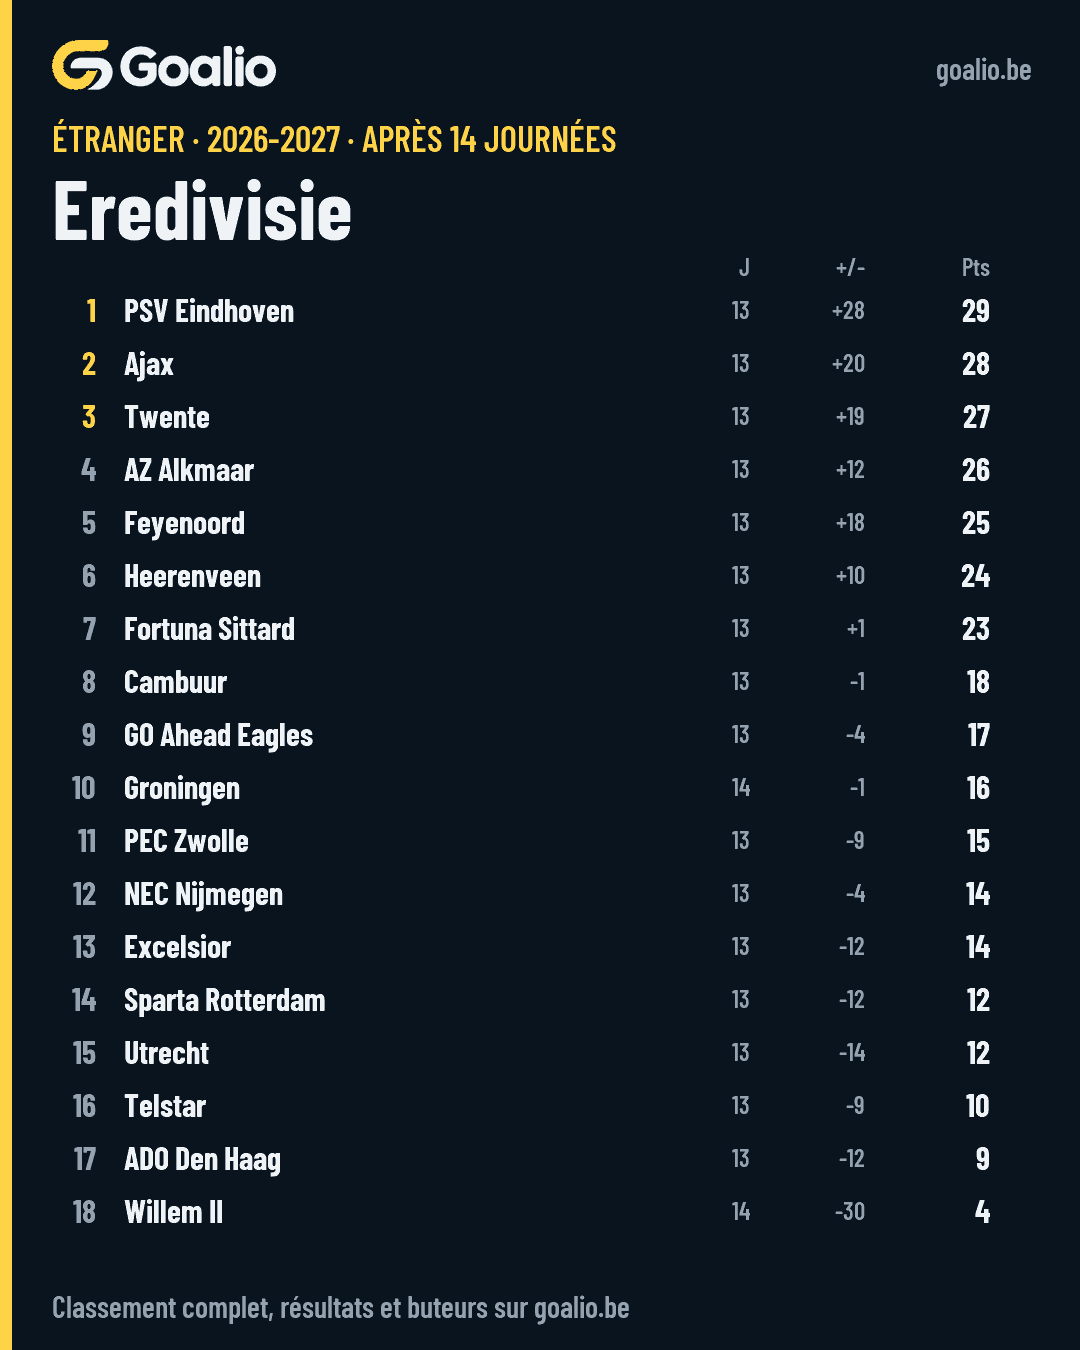 Goalio
goalio.be
ÉTRANGER · 2026-2027 · APRÈS 14 JOURNÉES
Eredivisie
J +/- Pts
1 PSV Eindhoven 13 +28 29
2 Ajax 13 +20 28
3 Twente 13 +19 27
4 AZ Alkmaar 13 +12 26
5 Feyenoord 13 +18 25
6 Heerenveen 13 +10 24
7 Fortuna Sittard 13 +1 23
8 Cambuur 13 -1 18
9 GO Ahead Eagles 13 -4 17
10 Groningen 14 -1 16
11 PEC Zwolle 13 -9 15
12 NEC Nijmegen 13 -4 14
13 Excelsior 13 -12 14
14 Sparta Rotterdam 13 -12 12
15 Utrecht 13 -14 12
16 Telstar 13 -9 10
17 ADO Den Haag 13 -12 9
18 Willem II 14 -30 4
Classement complet, résultats et buteurs sur goalio.be